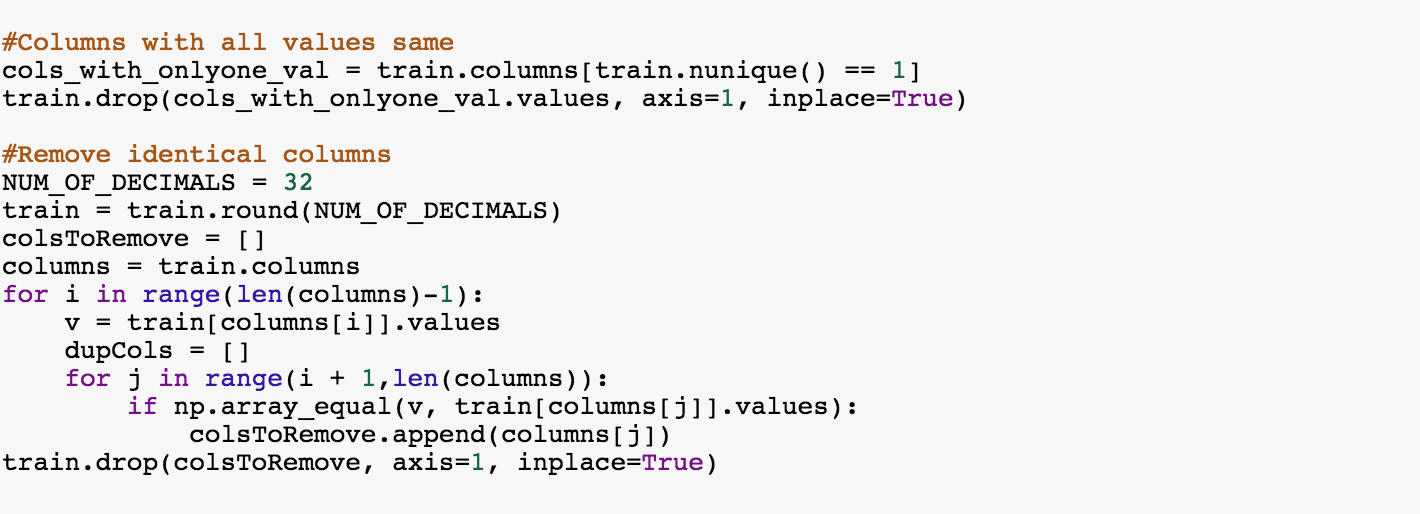 #Columns with all values same
cols_with_onlyone_val = train.columns[train.nunique() == 1]
train.drop(cols_with_onlyone_val.values, axis=1, inplace=True)

#Remove identical columns
NUM_OF_DECIMALS = 32
train = train.round(NUM_OF_DECIMALS)
colsToRemove = []
columns = train.columns
for i in range(len(columns)-1):
    v = train[columns[i]].values
    dupCols = []
    for j in range(i + 1,len(columns)):
        if np.array_equal(v, train[columns[j]].values):
            colsToRemove.append(columns[j])
train.drop(colsToRemove, axis=1, inplace=True)